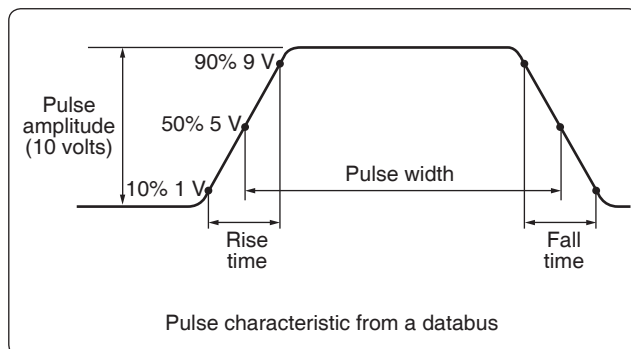 90% 9 V
Pulse
amplitude
(10 volts)
50% 5 V
Pulse width
10% 1 V
Rise
time
Fall
time
Pulse characteristic from a databus